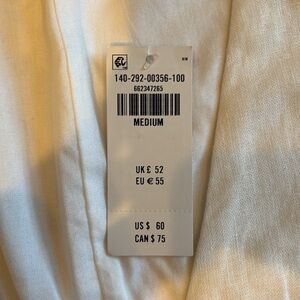 140-292-00356-100
662347265
MEDIUM
UK £ 52
EU € 55
US $ 60
CAN $ 75